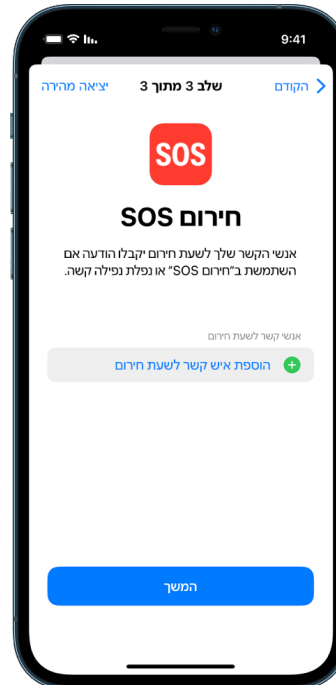 9:41
הקודם
שלב 3 מתוך 3
יציאה מהירה
SOS
חירום SOS
אנשי הקשר שלך לשעת חירום יקבלו הודעה אם
השתמשת ב״חירום SOS״ או נפלת נפילה קשה.
אנשי קשר לשעת חירום
הוספת איש קשר לשעת חירום
המשך